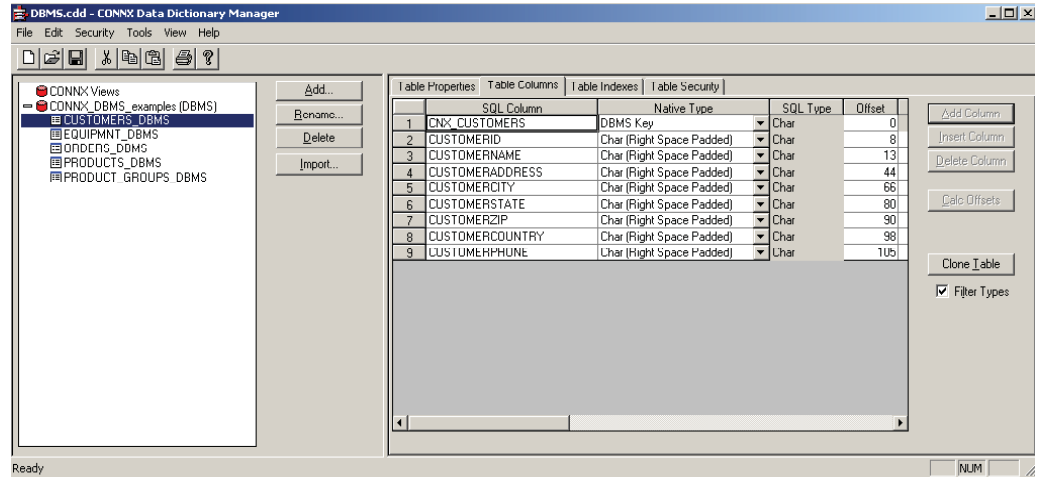 DBMS.cdd - CONNX Data Dictionary Manager
File Edit Security Tools View Help
CONNX Views
CONNX_DBMS_examples (DBMS)
CUSTOMERS_DBMS
EQUIPMNT_DBMS
ORDERS_DBMS
PRODUCTS_DBMS
PRODUCT_GROUPS_DBMS
Add...
Rename...
Delete
Import...
Table Properties Table Columns Table Indexes Table Security
SQL Column Native Type SQL Type Offset
1 CNX_CUSTOMERS DBMS Key Char 0
2 CUSTOMERID Char (Right Space Padded) Char 8
3 CUSTOMERNAME Char (Right Space Padded) Char 13
4 CUSTOMERADDRESS Char (Right Space Padded) Char 44
5 CUSTOMERCITY Char (Right Space Padded) Char 66
6 CUSTOMERSTATE Char (Right Space Padded) Char 80
7 CUSTOMERZIP Char (Right Space Padded) Char 90
8 CUSTOMERCOUNTRY Char (Right Space Padded) Char 98
9 CUSTOMERPHONE Char (Right Space Padded) Char 105
Add Column
Insert Column
Delete Column
Calc Offsets
Clone Table
Filter Types
Ready NUM